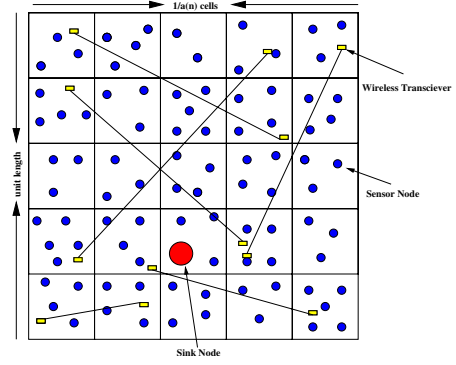 1/a(n) cells
Wireless Transciever
unit length
Sensor Node
Sink Node